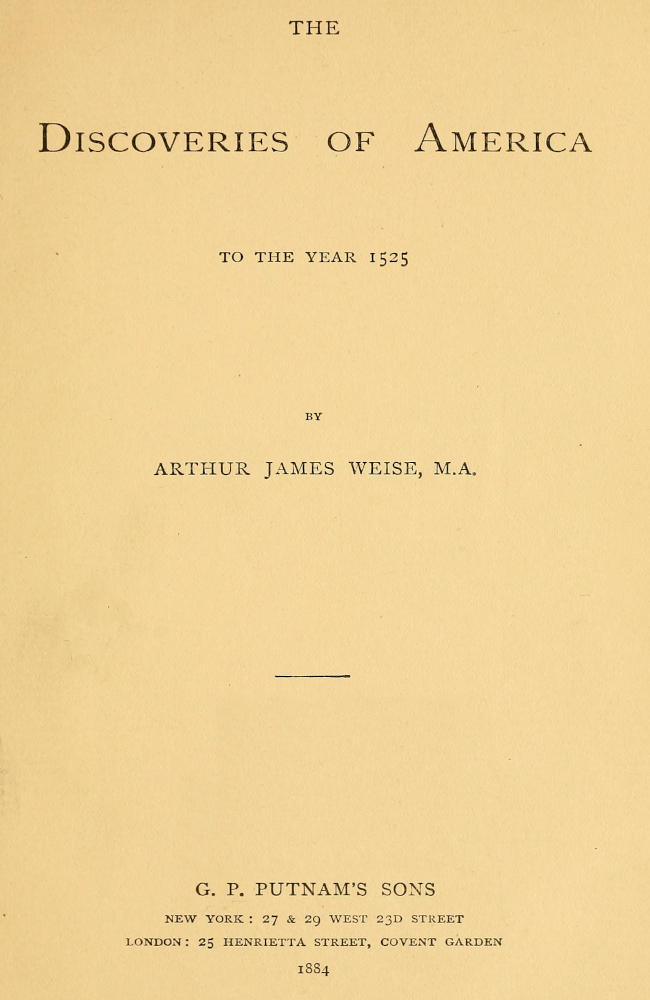 THE
DISCOVERIES OF AMERICA
TO THE YEAR 1525
BY
ARTHUR JAMES WEISE, M.A.
G. P. PUTNAM'S SONS
NEW YORK: 27 & 29 WEST 23D STREET
LONDON: 25 HENRIETTA STREET, COVENT GARDEN
1884